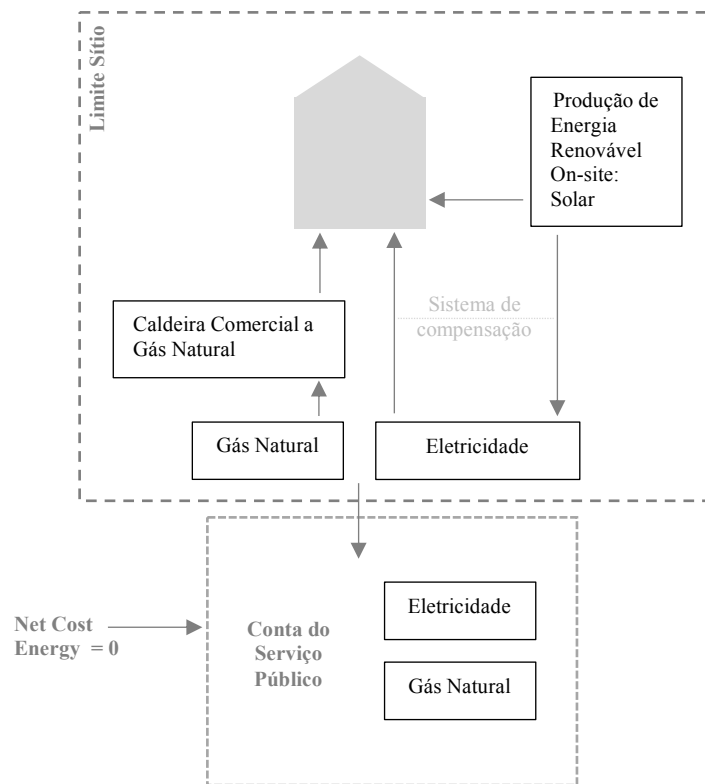 Limite Sítio
Produção de
Energia
Renovável
On-site:
Solar
Sistema de
compensação
Caldeira Comercial a
Gás Natural
Gás Natural
Eletricidade
Net Cost
Energy = 0
Conta do
Serviço
Público
Eletricidade
Gás Natural